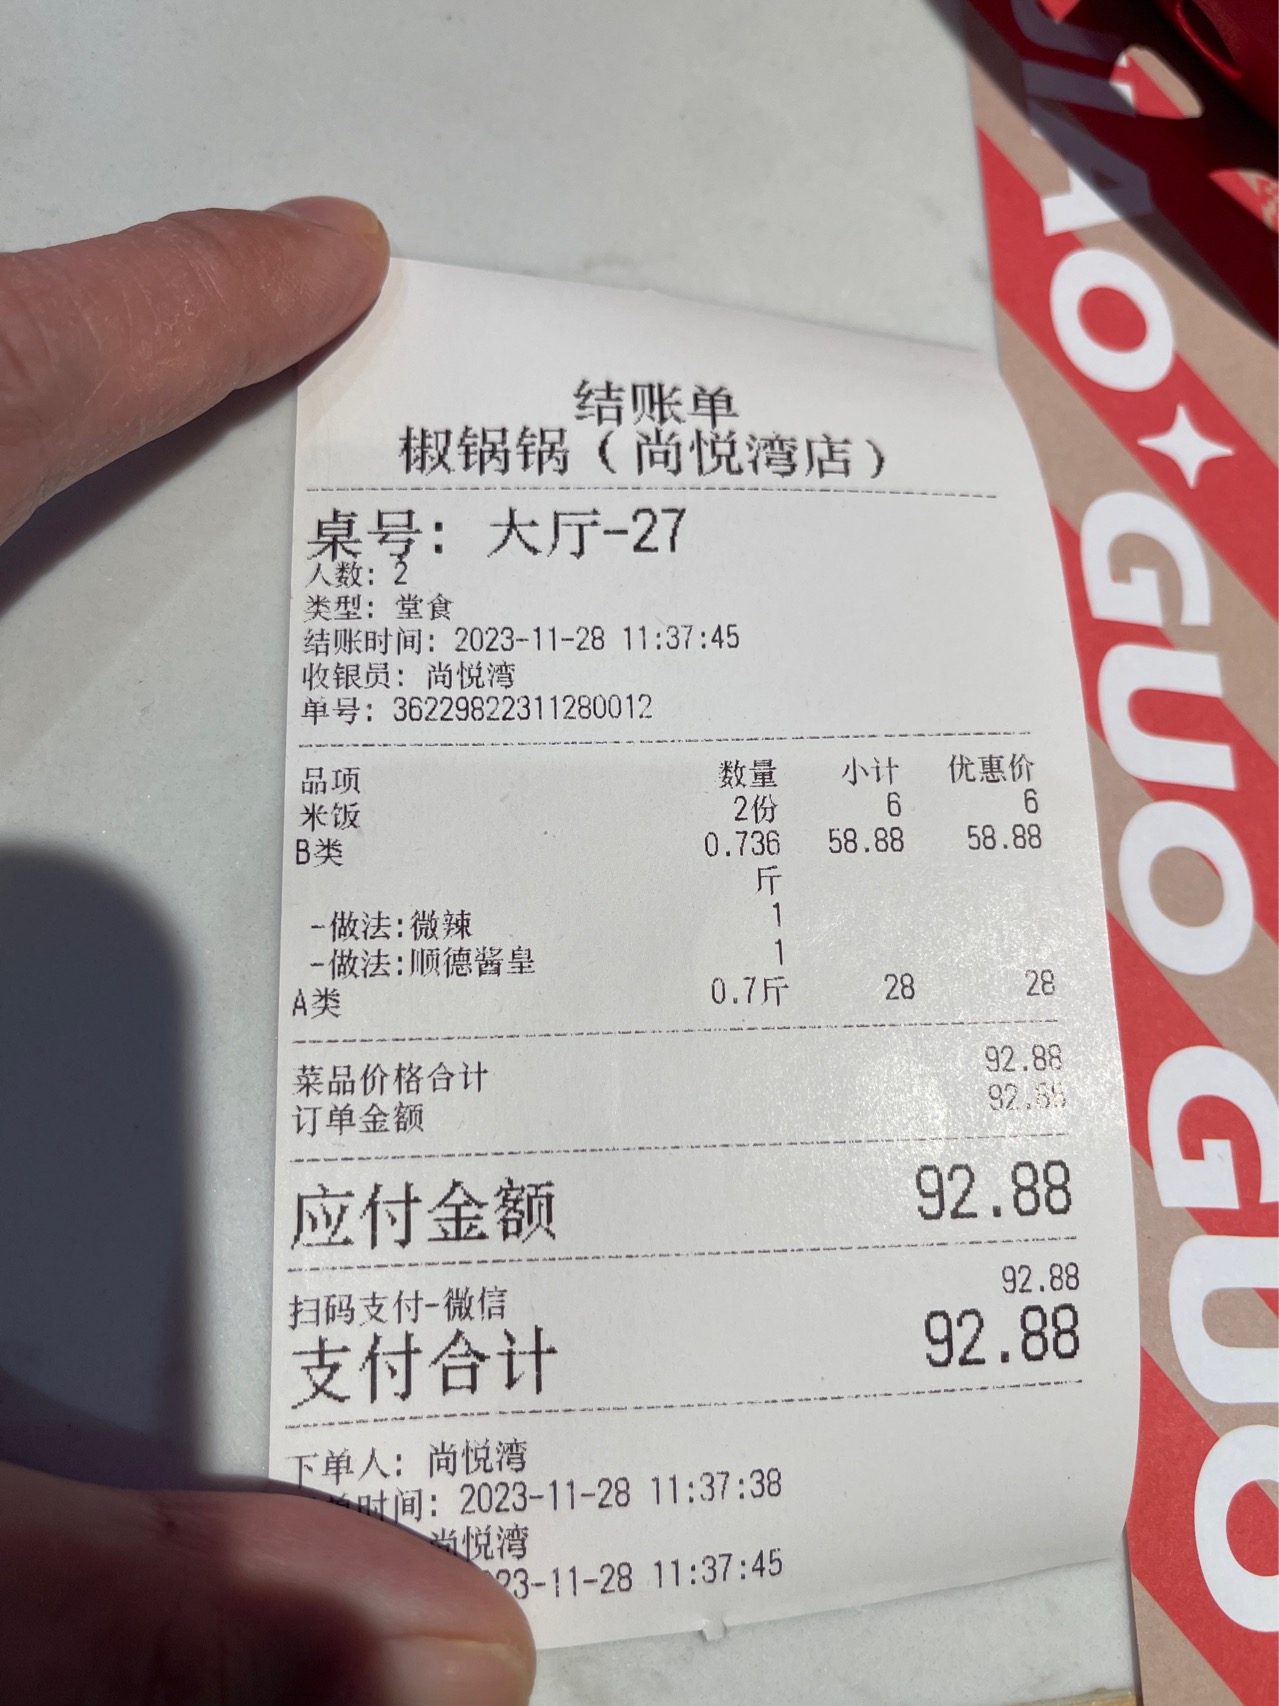 结账单
椒锅锅（尚悦湾店）
桌号： 大厅-27
人数： 2
类型： 堂食
结账时间： 2023-11-28 11:37:45
收银员： 尚悦湾
单号： 36229822311280012
品项 数量 小计 优惠价
米饭 2份 6 6
B类 0.736 58.88 58.88
斤
-做法:微辣 1
-做法:顺德酱皇 1
A类 0.7斤 28 28
菜品价格合计 92.88
订单金额 92.88
应付金额 92.88
扫码支付-微信 92.88
支付合计 92.88
下单人： 尚悦湾
时间： 2023-11-28 11:37:38
尚悦湾
23-11-28 11:37:45
AO GUO GUO